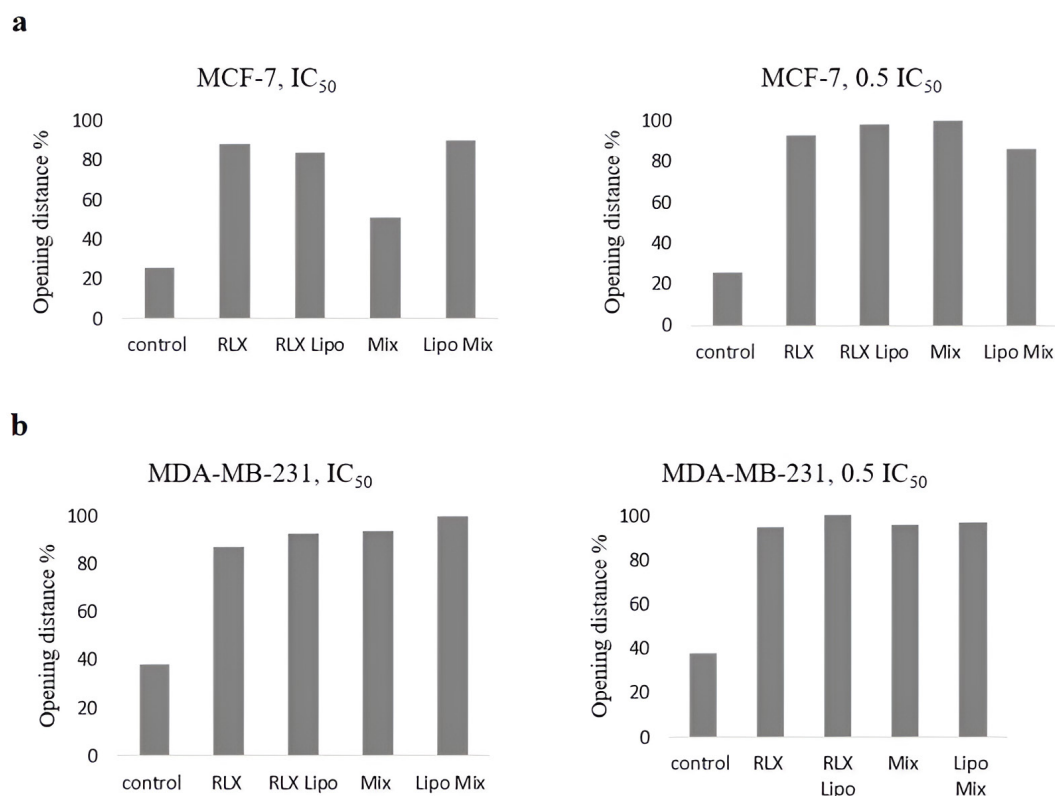 a
MCF-7, IC50
Opening distance %
100
80
60
40
20
0
control RLX RLX Lipo Mix Lipo Mix
MCF-7, 0.5 IC50
Opening distance %
100
80
60
40
20
0
control RLX RLX Lipo Mix Lipo Mix
b
MDA-MB-231, IC50
Opening distance %
100
80
60
40
20
0
control RLX RLX Lipo Mix Lipo Mix
MDA-MB-231, 0.5 IC50
Opening distance %
100
80
60
40
20
0
control RLX RLX Mix Lipo
Lipo Mix